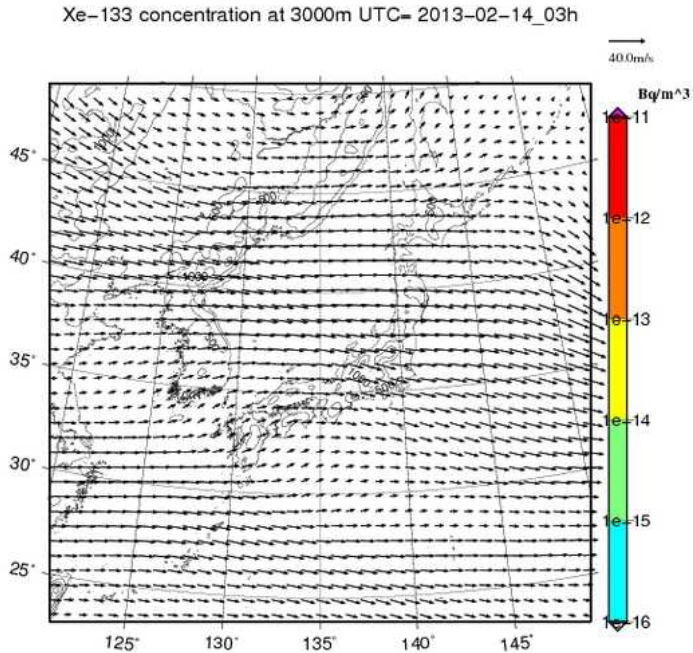 Xe-133 concentration at 3000m UTC= 2013-02-14_03h
40.0m/s
Bq/m^3
1e-11
1e-12
1e-13
1e-14
1e-15
1e-16
45°
40°
35°
30°
25°
125°
130°
135°
140°
145°